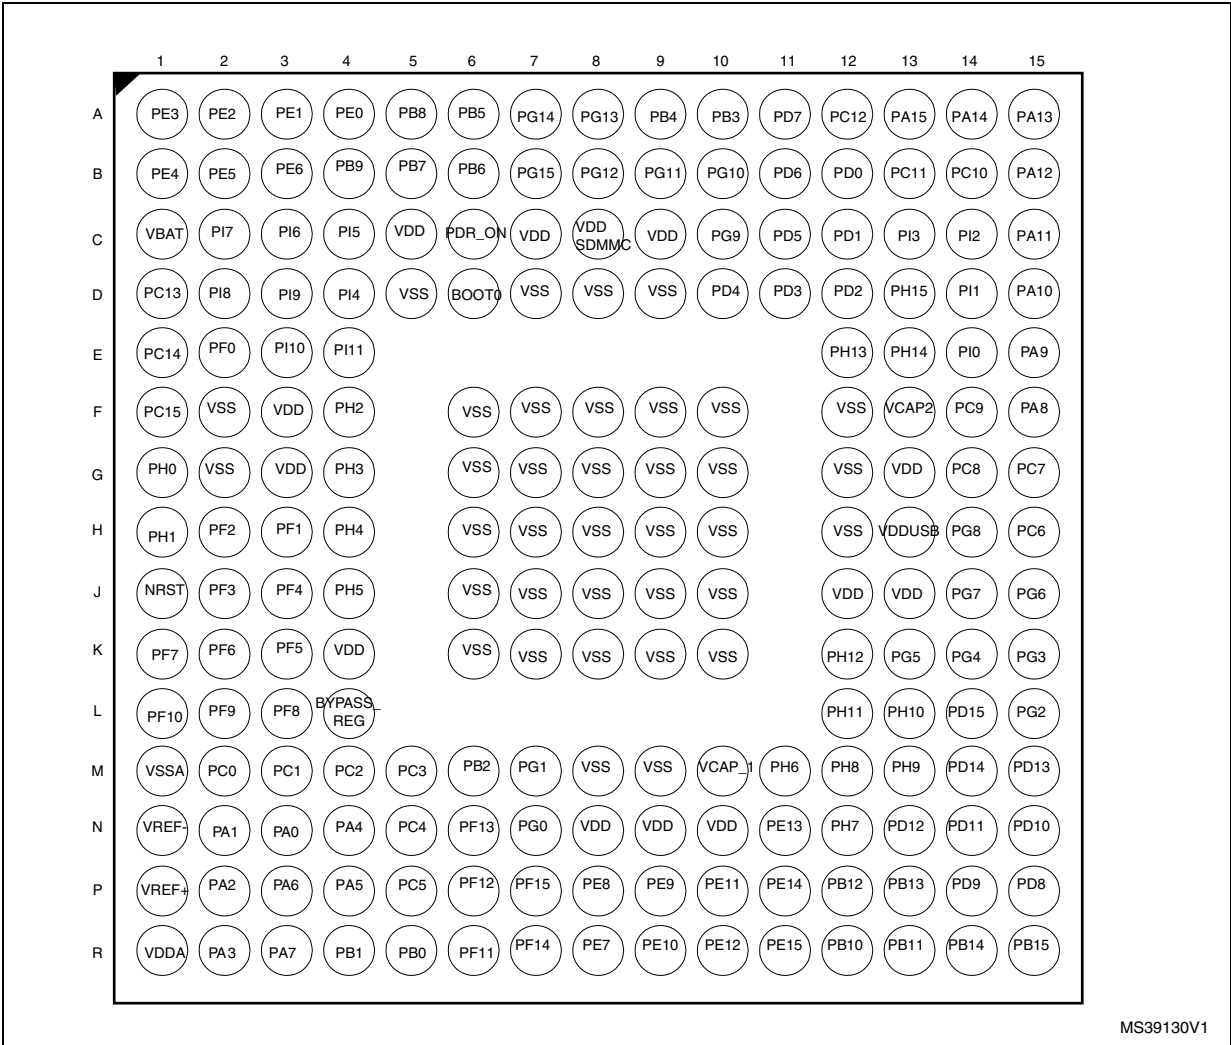 1 2 3 4 5 6 7 8 9 10 11 12 13 14 15
A PE3 PE2 PE1 PE0 PB8 PB5 PG14 PG13 PB4 PB3 PD7 PC12 PA15 PA14 PA13
B PE4 PE5 PE6 PB9 PB7 PB6 PG15 PG12 PG11 PG10 PD6 PD0 PC11 PC10 PA12
C VBAT PI7 PI6 PI5 VDD PDR_ON VDD VDD SDMMC VDD PG9 PD5 PD1 PI3 PI2 PA11
D PC13 PI8 PI9 PI4 VSS BOOT0 VSS VSS VSS PD4 PD3 PD2 PH15 PI1 PA10
E PC14 PF0 PI10 PI11 PH13 PH14 PI0 PA9
F PC15 VSS VDD PH2 VSS VSS VSS VSS VSS VSS VCAP2 PC9 PA8
G PH0 VSS VDD PH3 VSS VSS VSS VSS VSS VSS VDD PC8 PC7
H PH1 PF2 PF1 PH4 VSS VSS VSS VSS VSS VSS VDDUSB PG8 PC6
J NRST PF3 PF4 PH5 VSS VSS VSS VSS VSS VDD VDD PG7 PG6
K PF7 PF6 PF5 VDD VSS VSS VSS VSS VSS PH12 PG5 PG4 PG3
L PF10 PF9 PF8 BYPASS_ REG PH11 PH10 PD15 PG2
M VSSA PC0 PC1 PC2 PC3 PB2 PG1 VSS VSS VCAP_1 PH6 PH8 PH9 PD14 PD13
N VREF- PA1 PA0 PA4 PC4 PF13 PG0 VDD VDD VDD PE13 PH7 PD12 PD11 PD10
P VREF+ PA2 PA6 PA5 PC5 PF12 PF15 PE8 PE9 PE11 PE14 PB12 PB13 PD9 PD8
R VDDA PA3 PA7 PB1 PB0 PF11 PF14 PE7 PE10 PE12 PE15 PB10 PB11 PB14 PB15
MS39130V1